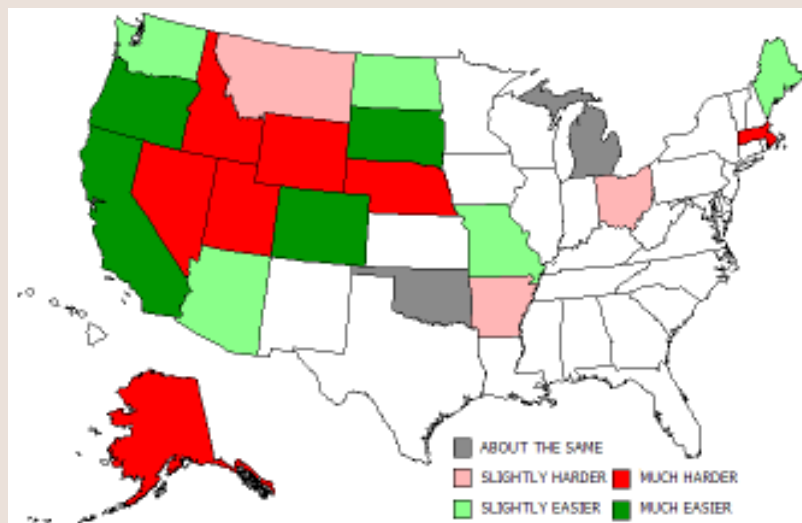 ABOUT THE SAME
SLIGHTLY HARDER MUCH HARDER
SLIGHTLY EASIER MUCH EASIER